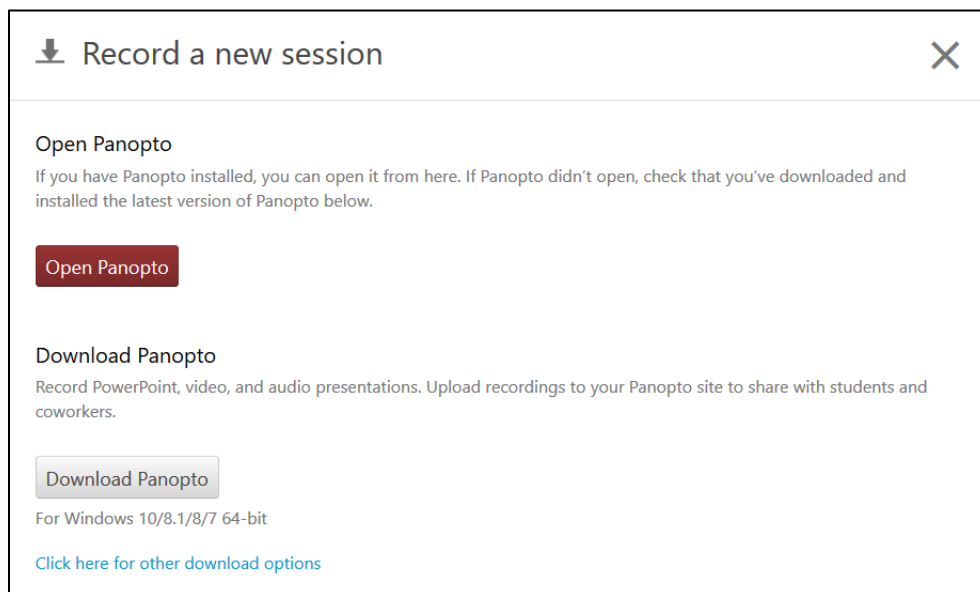 Record a new session
Open Panopto
If you have Panopto installed, you can open it from here. If Panopto didn't open, check that you've downloaded and
installed the latest version of Panopto below.
Open Panopto
Download Panopto
Record PowerPoint, video, and audio presentations. Upload recordings to your Panopto site to share with students and
coworkers.
Download Panopto
For Windows 10/8.1/8/7 64-bit
Click here for other download options